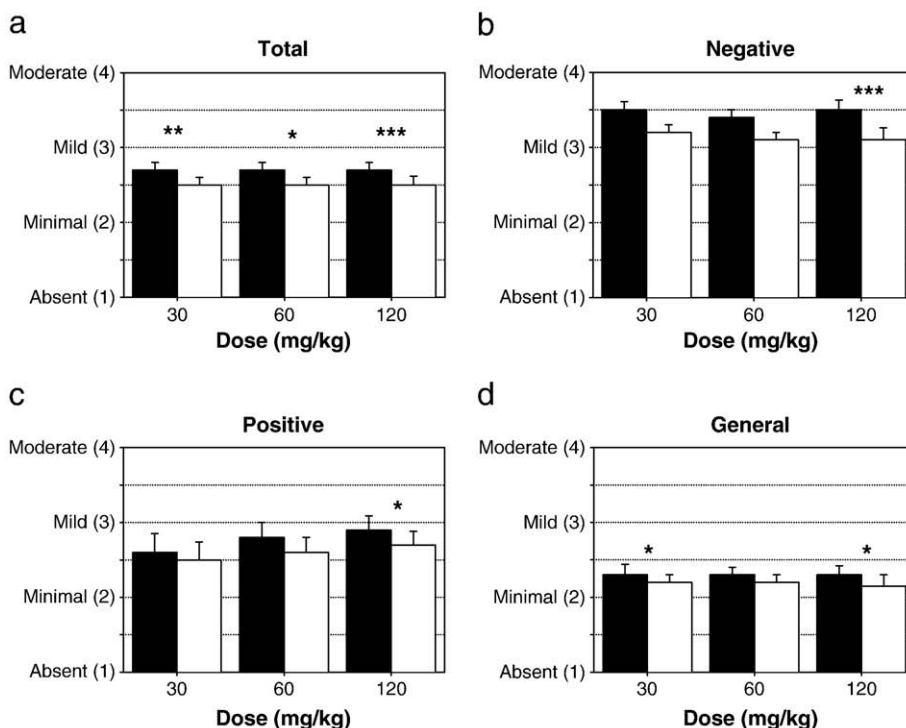 a
Total
Moderate (4)
Mild (3)
Minimal (2)
Absent (1)
**
*
***
30
60
120
Dose (mg/kg)
b
Negative
Moderate (4)
Mild (3)
Minimal (2)
Absent (1)
***
30
60
120
Dose (mg/kg)
c
Positive
Moderate (4)
Mild (3)
Minimal (2)
Absent (1)
*
30
60
120
Dose (mg/kg)
d
General
Moderate (4)
Mild (3)
Minimal (2)
Absent (1)
*
*
30
60
120
Dose (mg/kg)